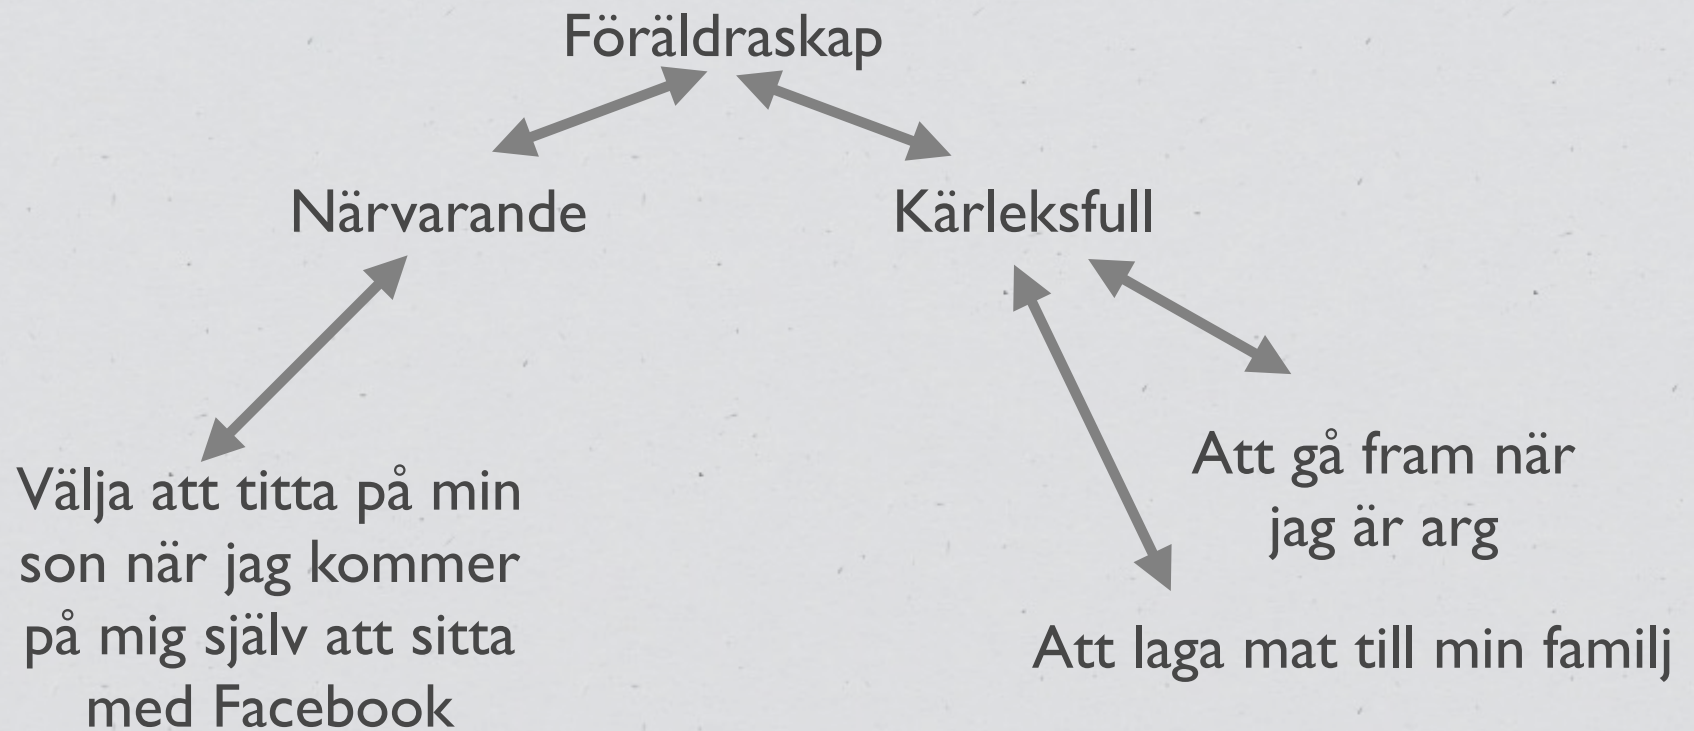 Föräldraskap
Närvarande
Kärleksfull
Välja att titta på min
son när jag kommer
på mig själv att sitta
med Facebook
Att gå fram när
jag är arg
Att laga mat till min familj